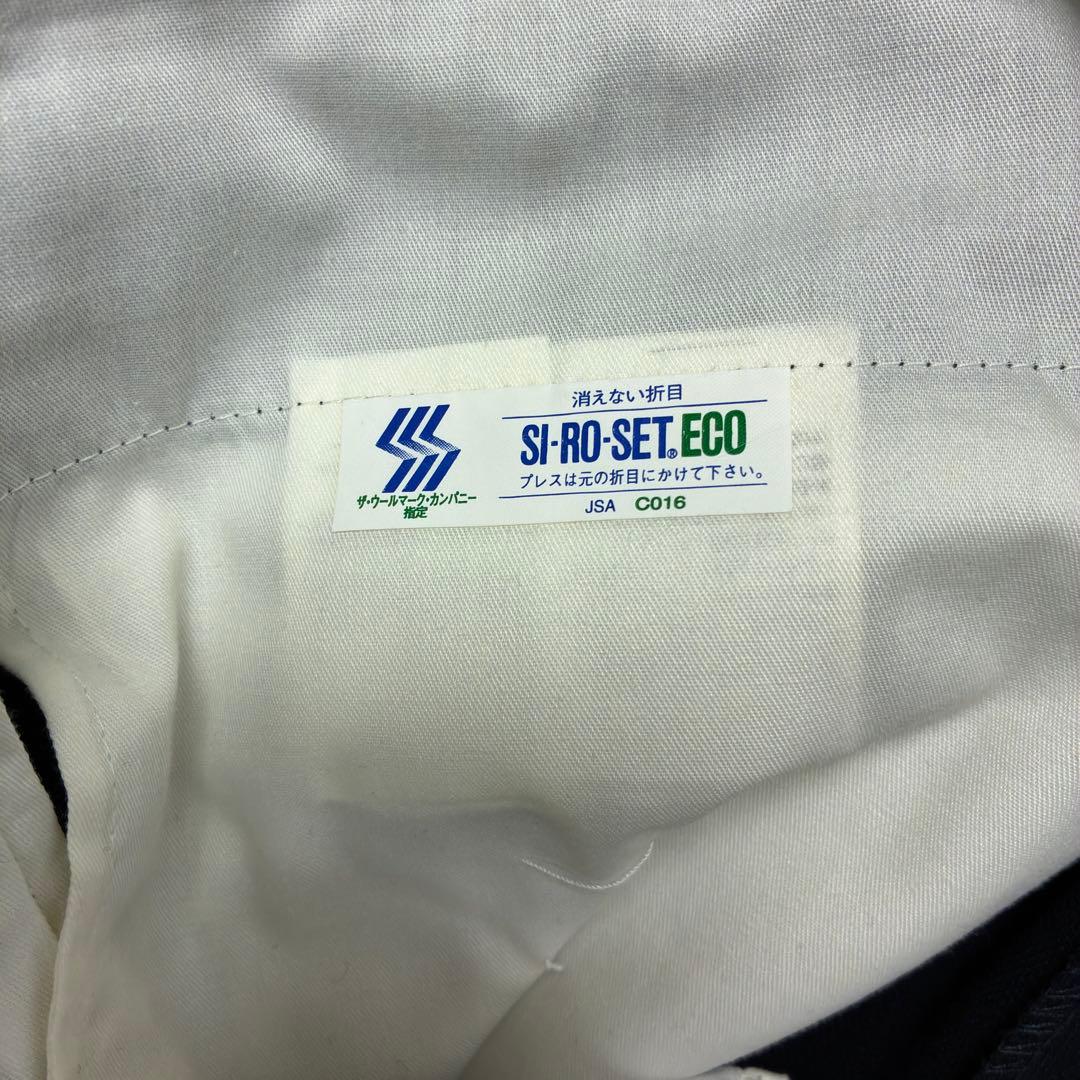 消えない折目
SI-RO-SET® ECO
プレスは元の折目にかけて下さい。
JSA C016
ザ・ウールマーク・カンパニー
指定